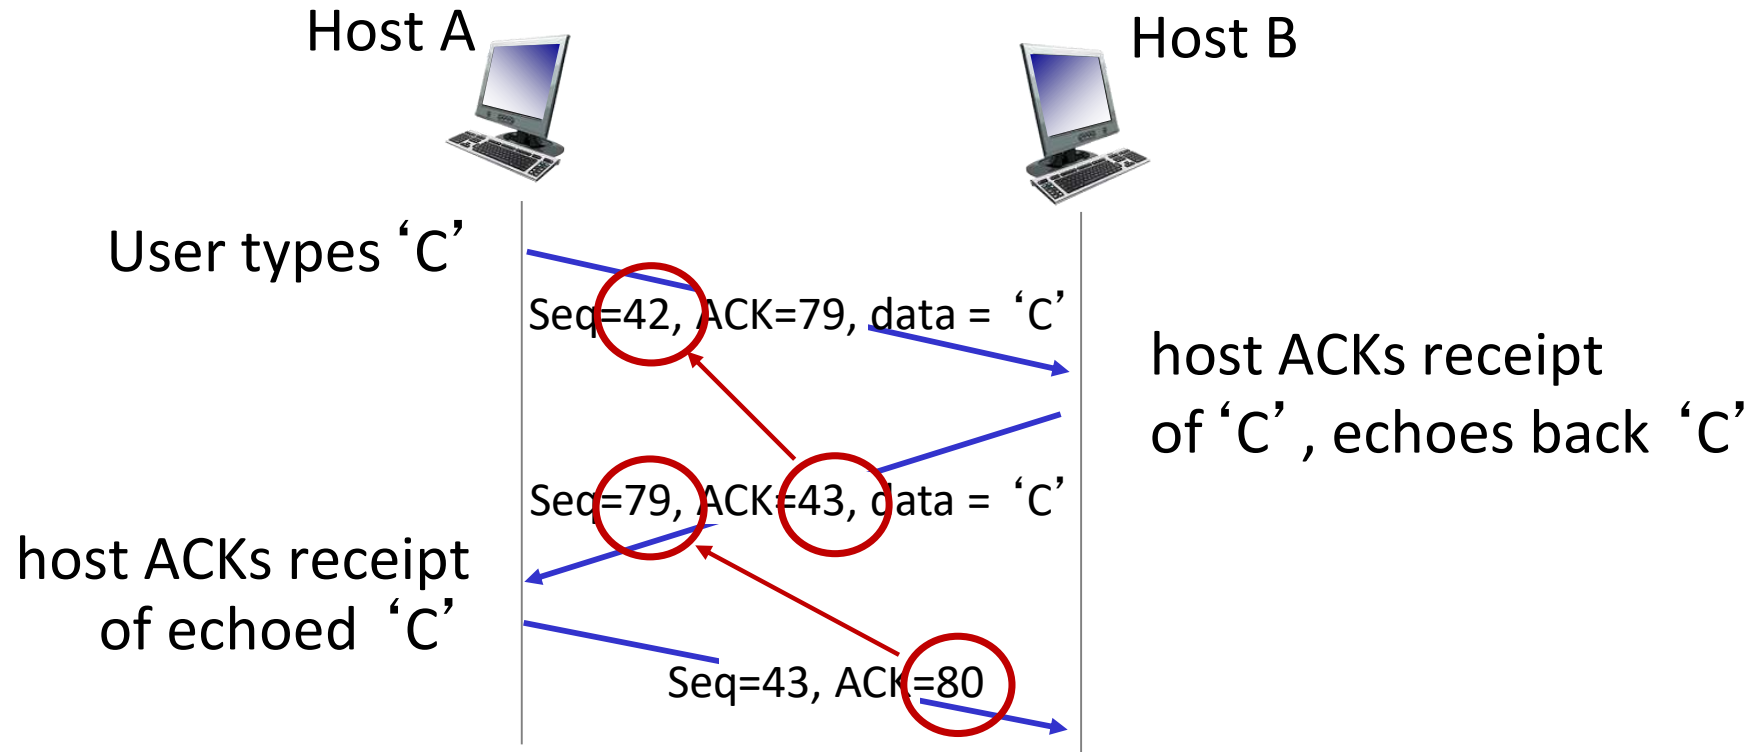 Host A
Host B
User types ‘C’
Seq=42, ACK=79, data = ‘C’
host ACKs receipt
of ‘C’, echoes back ‘C’
Seq=79, ACK=43, data = ‘C’
host ACKs receipt
of echoed ‘C’
Seq=43, ACK=80